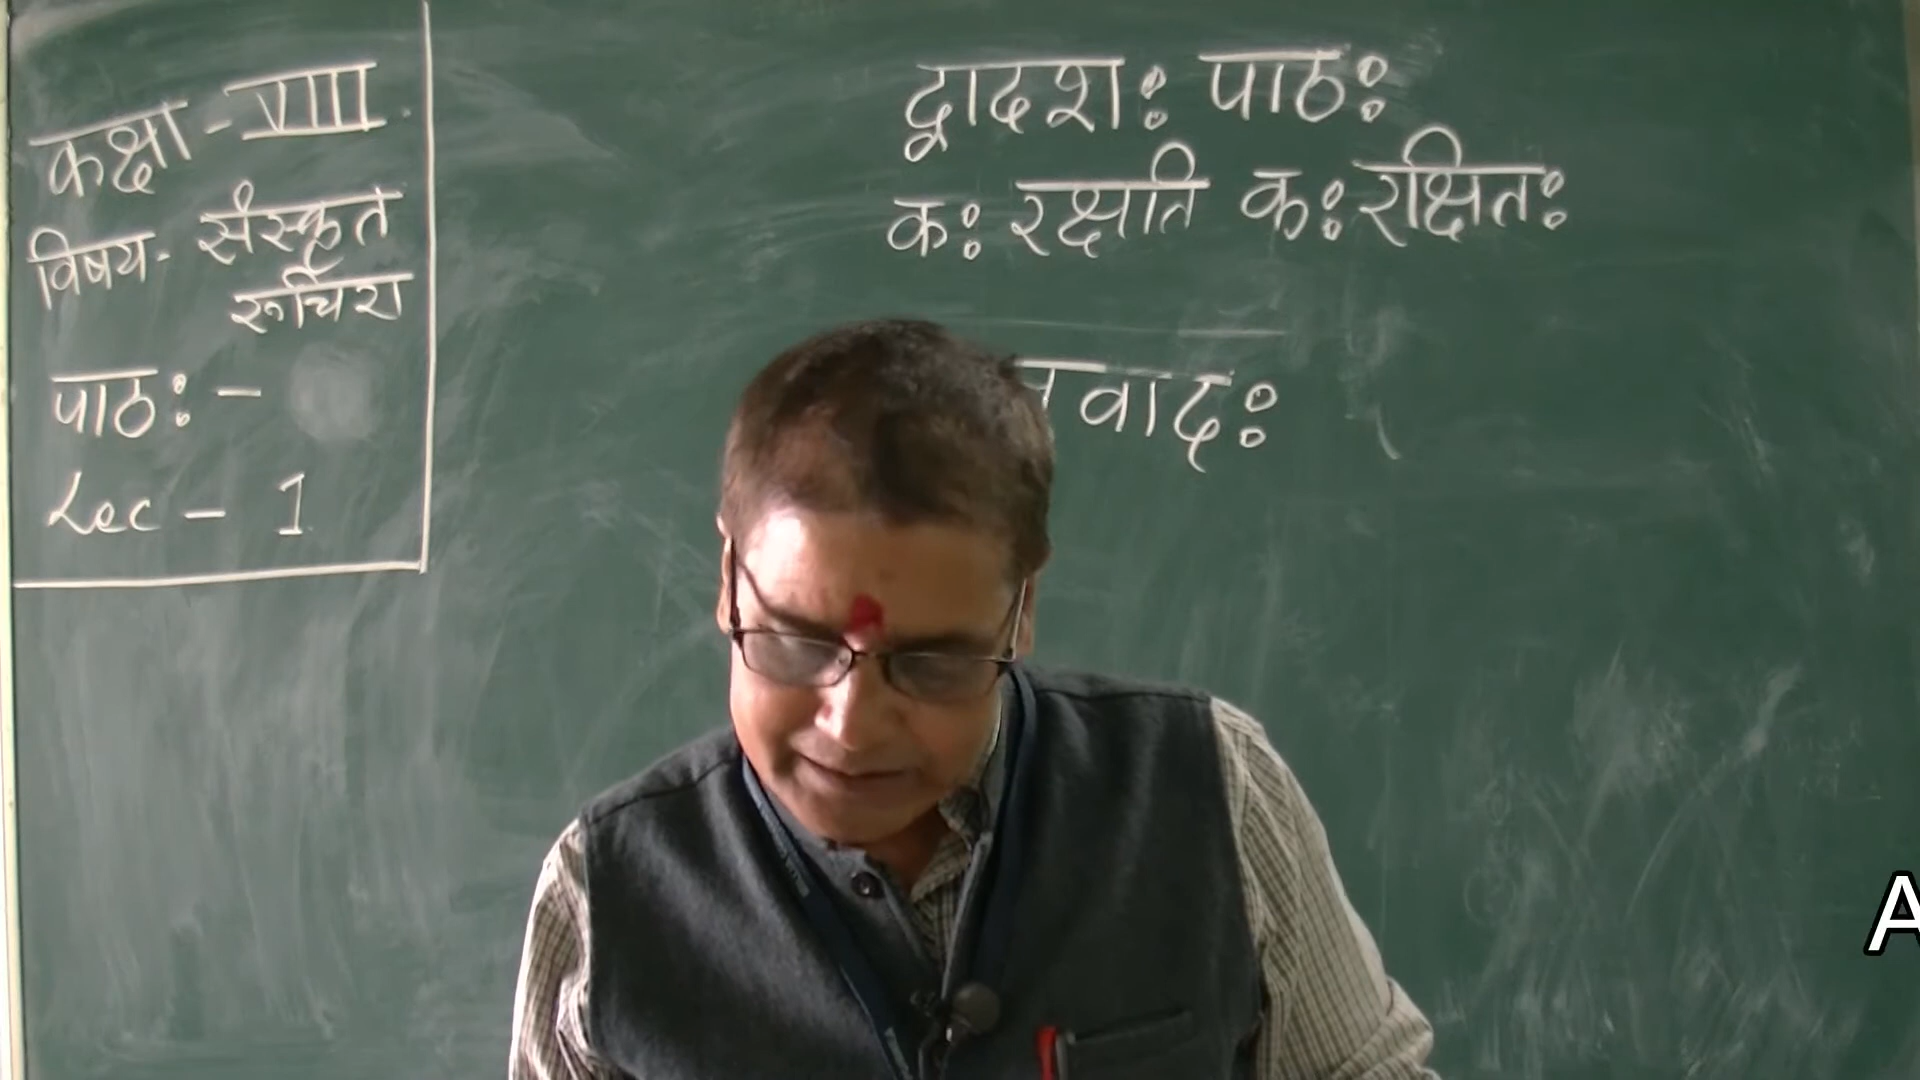 कक्षा - VIII.
विषय - संस्कृत
रूचिरा
पाठः -
Lec - 1
द्वादशः पाठः
कः रक्षति कः रक्षितः
A